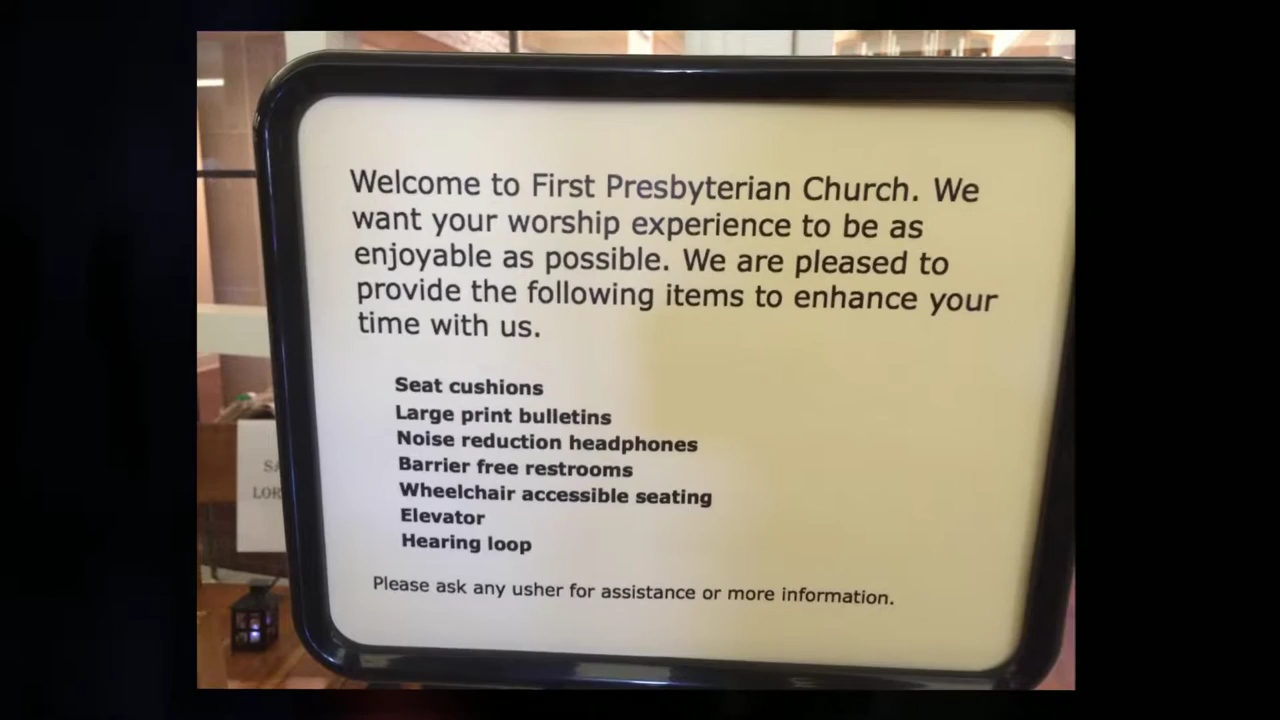 Welcome to First Presbyterian Church. We
want your worship experience to be as
enjoyable as possible. We are pleased to
provide the following items to enhance your
time with us.
Seat cushions
Large print bulletins
Noise reduction headphones
Barrier free restrooms
Wheelchair accessible seating
Elevator
Hearing loop
Please ask any usher for assistance or more information.